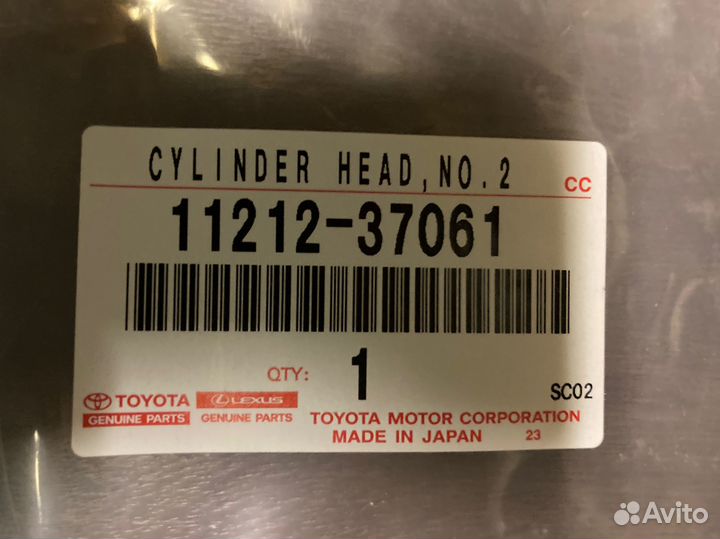 CYLINDER HEAD,NO.2
CC
11212-37061
QTY: 1
SC02
TOYOTA
GENUINE PARTS
LEXUS
GENUINE PARTS
TOYOTA MOTOR CORPORATION
MADE IN JAPAN 23
Avito